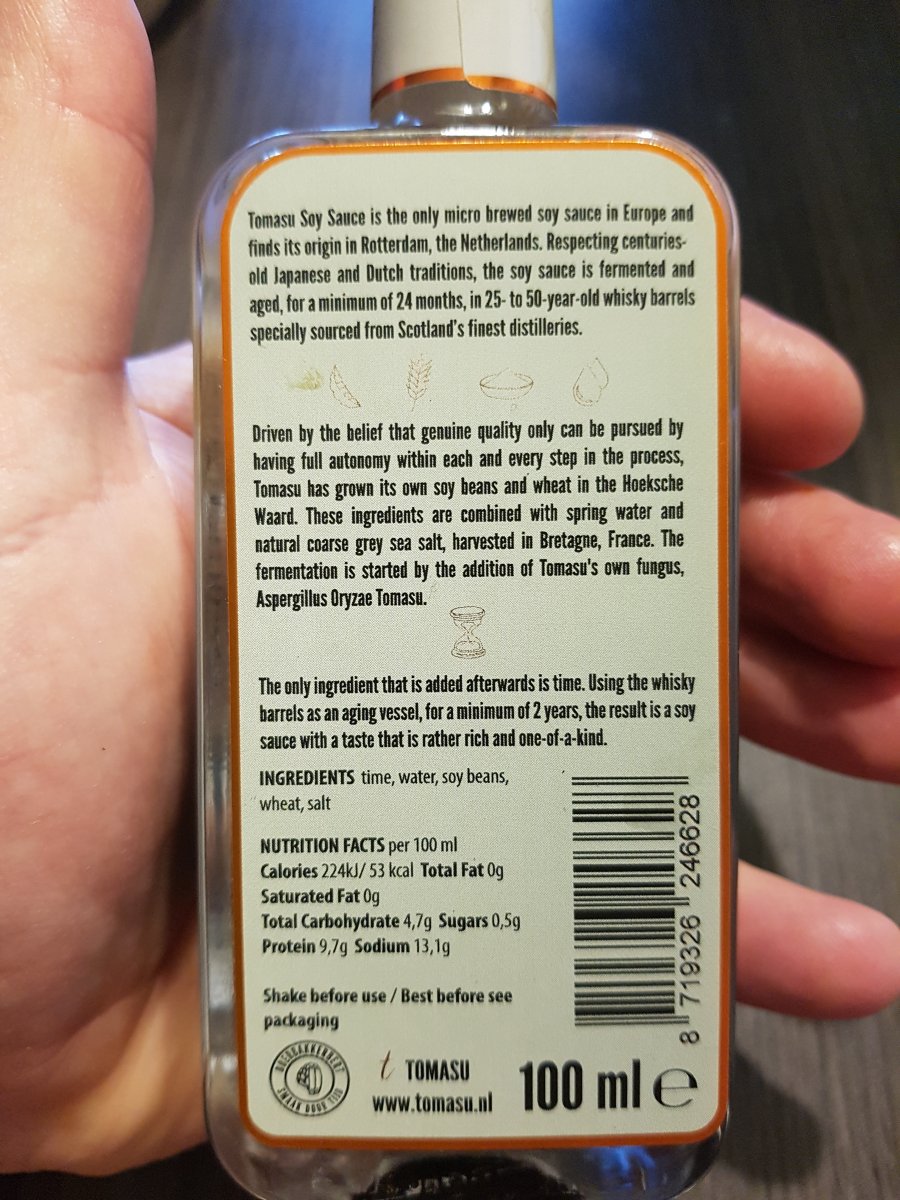 Tomasu Soy Sauce is the only micro brewed soy sauce in Europe and
finds its origin in Rotterdam, the Netherlands. Respecting centuries-
old Japanese and Dutch traditions, the soy sauce is fermented and
aged, for a minimum of 24 months, in 25- to 50-year-old whisky barrels
specially sourced from Scotland's finest distilleries.
Driven by the belief that genuine quality only can be pursued by
having full autonomy within each and every step in the process,
Tomasu has grown its own soy beans and wheat in the Hoeksche
Waard. These ingredients are combined with spring water and
natural coarse grey sea salt, harvested in Bretagne, France. The
fermentation is started by the addition of Tomasu's own fungus,
Aspergillus Oryzae Tomasu.
The only ingredient that is added afterwards is time. Using the whisky
barrels as an aging vessel, for a minimum of 2 years, the result is a soy
sauce with a taste that is rather rich and one-of-a-kind.
INGREDIENTS time, water, soy beans,
wheat, salt
NUTRITION FACTS per 100 ml
Calories 224kJ/ 53 kcal Total Fat 0g
Saturated Fat 0g
Total Carbohydrate 4,7g Sugars 0,5g
Protein 9,7g Sodium 13,1g
Shake before use / Best before see
packaging
8 719326 246628
SMAAK DOOR TIJD
t TOMASU
www.tomasu.nl
100 ml ℮